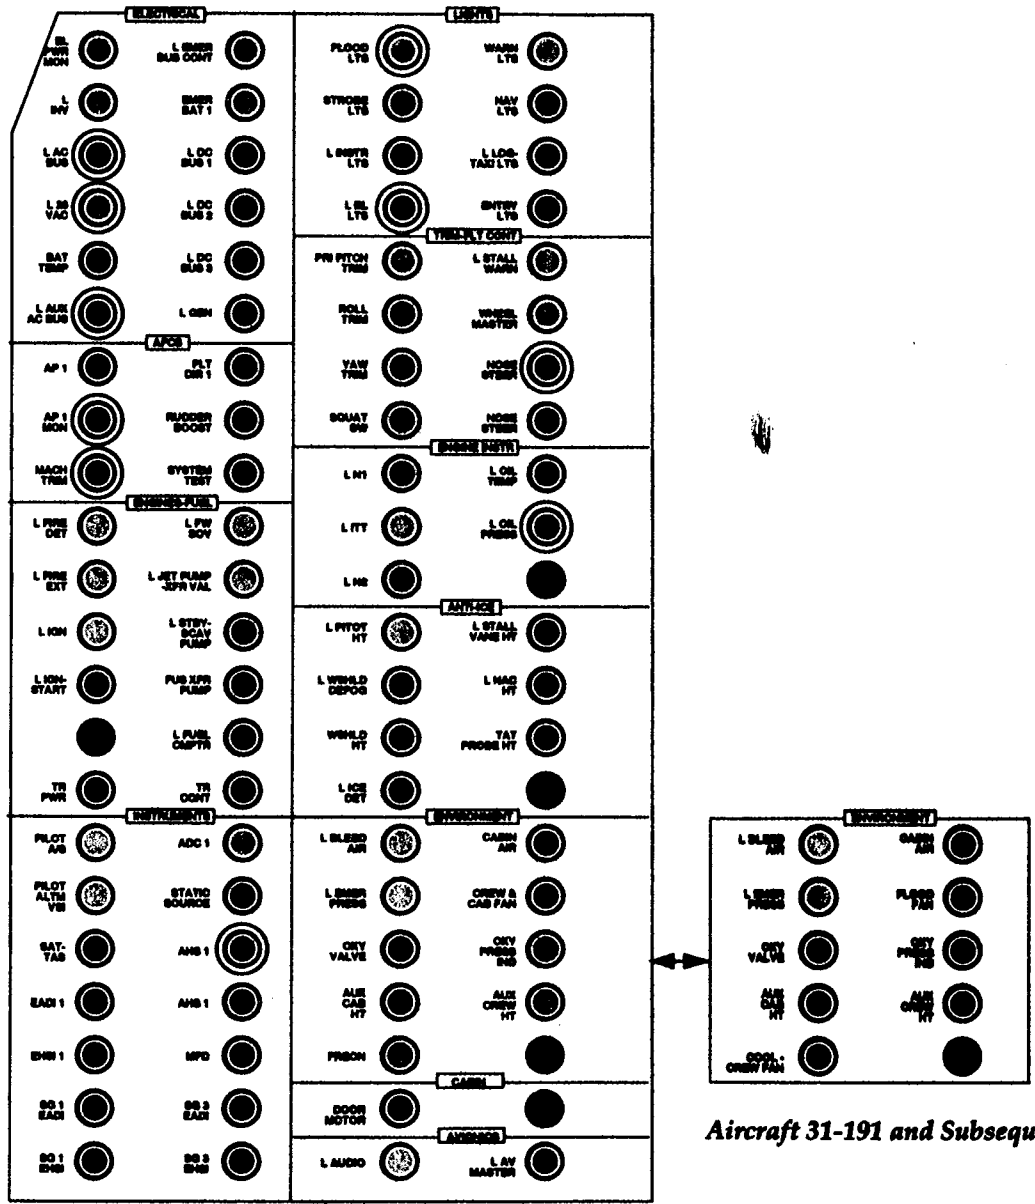 ELECTRICAL
EL PWR MON
L EMER BUS CONT
L INV
EMER BAT 1
L AC BUS
L DC BUS 1
L 26 VAC
L DC BUS 2
BAT TEMP
L DC BUS 3
L AUX AC BUS
L GEN
AFCS
AP 1
FLT DIR 1
AP 1 MON
RUDDER BOOST
MACH TRIM
SYSTEM TEST
ENGINES-FUEL
L FIRE DET
L FW SOV
L FIRE EXT
L JET PUMP -XFR VAL
L IGN
L STBY- SCAV PUMP
L IGN- START
FUS XFR PUMP
L FUEL CMPTR
TR PWR
TR CONT
INSTRUMENTS
PILOT A/S
ADC 1
PILOT ALTM VSI
STATIC SOURCE
SAT- TAS
AHS 1
EADI 1
AHS 1
EHSI 1
MFD
SG 1 EADI
SG 3 EADI
SG 1 EHSI
SG 3 EHSI
LIGHTS
FLOOD LTS
WARN LTS
STROBE LTS
NAV LTS
L INSTR LTS
L LDG- TAXI LTS
L EL LTS
ENTRY LTS
TRIM-FLT CONT
PRI PITCH TRIM
L STALL WARN
ROLL TRIM
WHEEL MASTER
YAW TRIM
NOSE STEER
SQUAT SW
NOSE STEER
ENGINE INSTR
L N1
L OIL TEMP
L ITT
L OIL PRESS
L N2
ANTI-ICE
L PITOT HT
L STALL VANE HT
L WSHLD DEFOG
L NAC HT
WSHLD HT
TAT PROBE HT
L ICE DET
ENVIRONMENT
L BLEED AIR
CABIN AIR
L EMER PRESS
CREW & CAB FAN
OXY VALVE
OXY PRESS IND
AUX CAB HT
AUX CREW HT
FREON
CABIN
DOOR MOTOR
AVIONICS
L AUDIO
L AV MASTER
ENVIRONMENT
L BLEED AIR
CABIN AIR
L EMER PRESS
FLOOD FAN
OXY VALVE
OXY PRESS IND
AUX CAB HT
AUX CREW HT
COOL - CREW FAN
Aircraft 31-191 and Subsequ